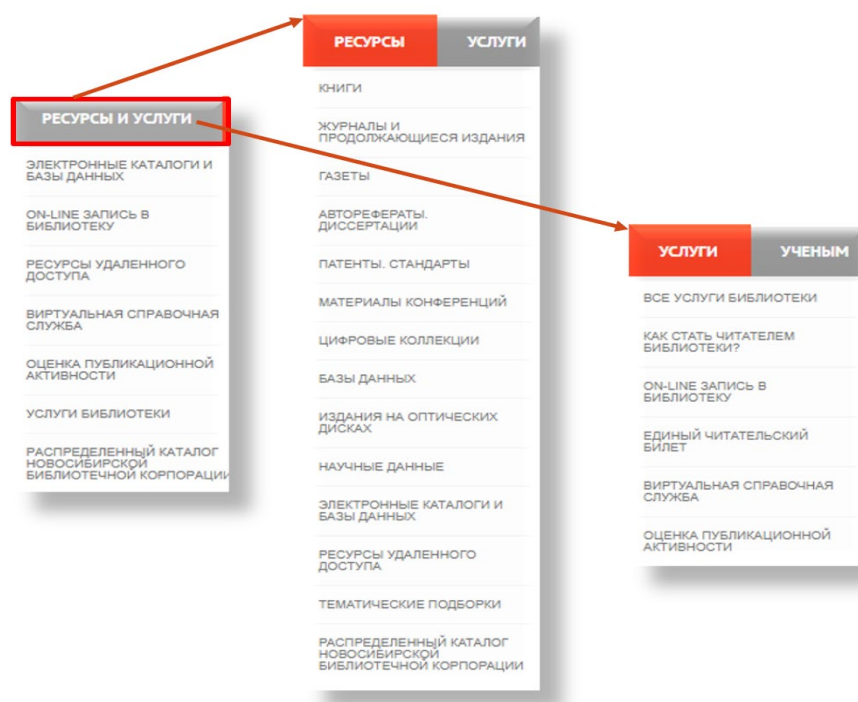 РЕСУРСЫ И УСЛУГИ
ЭЛЕКТРОННЫЕ КАТАЛОГИ И
БАЗЫ ДАННЫХ
ON-LINE ЗАПИСЬ В
БИБЛИОТЕКУ
РЕСУРСЫ УДАЛЕННОГО
ДОСТУПА
ВИРТУАЛЬНАЯ СПРАВОЧНАЯ
СЛУЖБА
ОЦЕНКА ПУБЛИКАЦИОННОЙ
АКТИВНОСТИ
УСЛУГИ БИБЛИОТЕКИ
РАСПРЕДЕЛЕННЫЙ КАТАЛОГ
НОВОСИБИРСКОЙ
БИБЛИОТЕЧНОЙ КОРПОРАЦИИ
РЕСУРСЫ УСЛУГИ
КНИГИ
ЖУРНАЛЫ И
ПРОДОЛЖАЮЩИЕСЯ ИЗДАНИЯ
ГАЗЕТЫ
АВТОРЕФЕРАТЫ.
ДИССЕРТАЦИИ
ПАТЕНТЫ. СТАНДАРТЫ
МАТЕРИАЛЫ КОНФЕРЕНЦИЙ
ЦИФРОВЫЕ КОЛЛЕКЦИИ
БАЗЫ ДАННЫХ
ИЗДАНИЯ НА ОПТИЧЕСКИХ
ДИСКАХ
НАУЧНЫЕ ДАННЫЕ
ЭЛЕКТРОННЫЕ КАТАЛОГИ И
БАЗЫ ДАННЫХ
РЕСУРСЫ УДАЛЕННОГО
ДОСТУПА
ТЕМАТИЧЕСКИЕ ПОДБОРКИ
РАСПРЕДЕЛЕННЫЙ КАТАЛОГ
НОВОСИБИРСКОЙ
БИБЛИОТЕЧНОЙ КОРПОРАЦИИ
УСЛУГИ УЧЕНЫМ
ВСЕ УСЛУГИ БИБЛИОТЕКИ
КАК СТАТЬ ЧИТАТЕЛЕМ
БИБЛИОТЕКИ?
ON-LINE ЗАПИСЬ В
БИБЛИОТЕКУ
ЕДИНЫЙ ЧИТАТЕЛЬСКИЙ
БИЛЕТ
ВИРТУАЛЬНАЯ СПРАВОЧНАЯ
СЛУЖБА
ОЦЕНКА ПУБЛИКАЦИОННОЙ
АКТИВНОСТИ